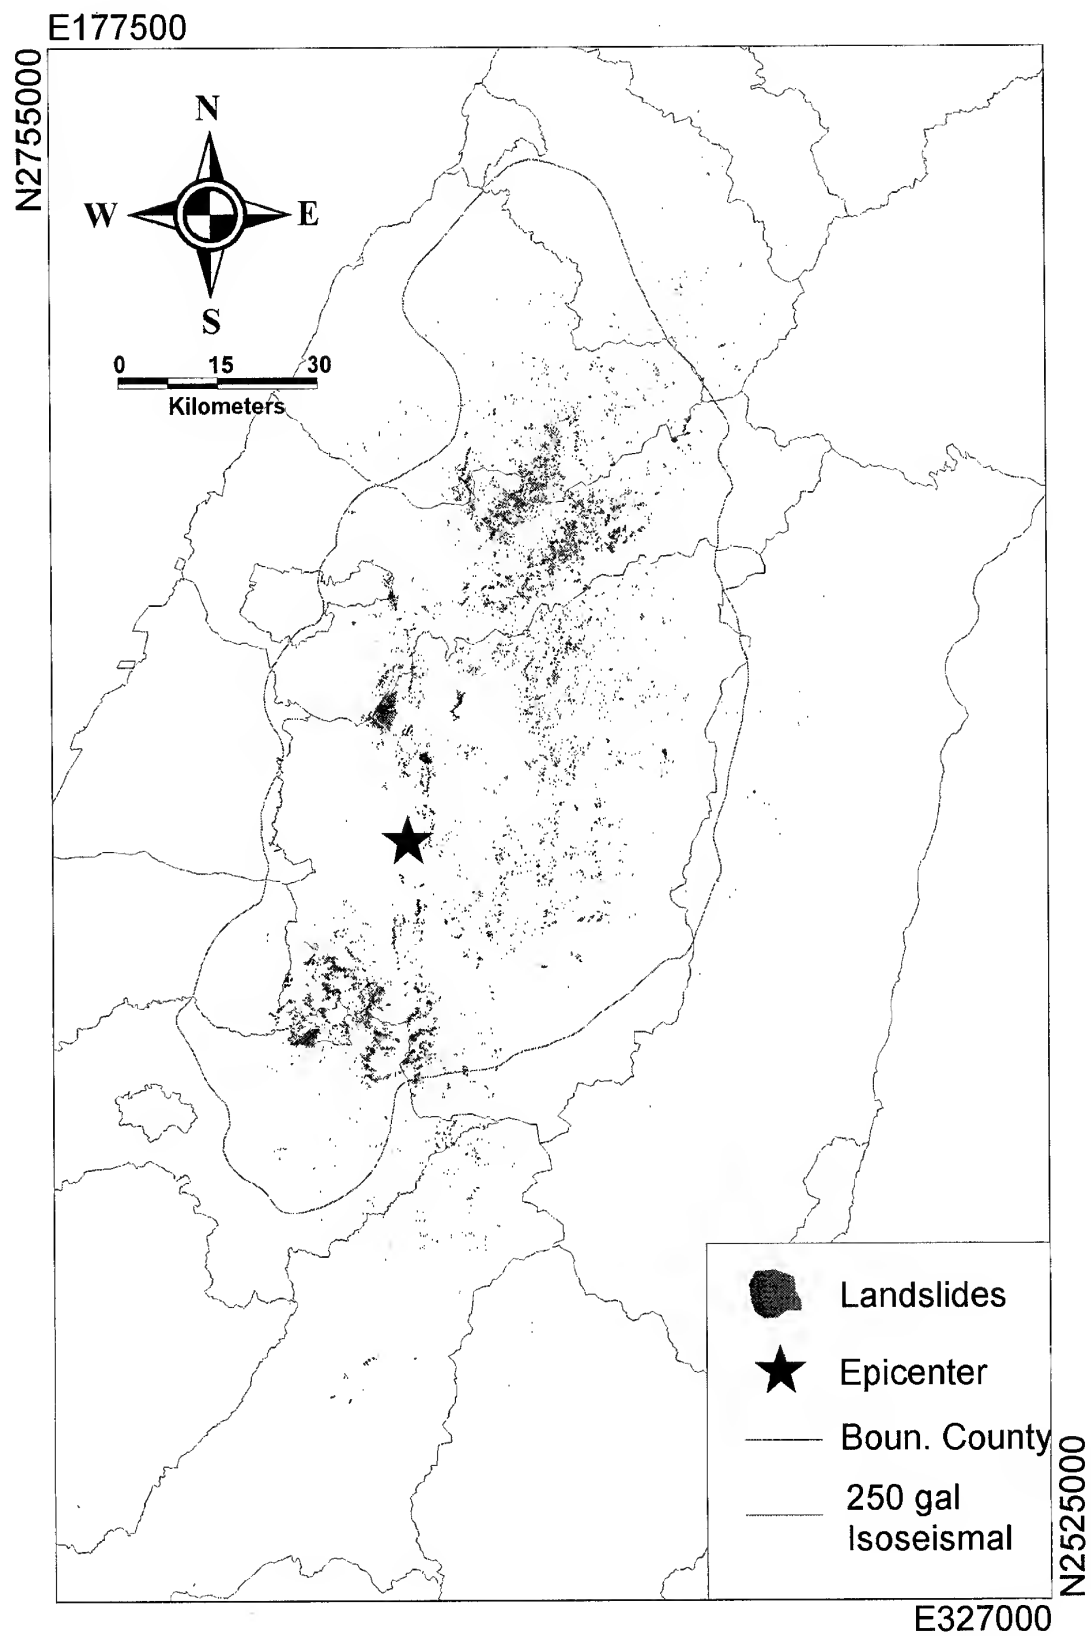 E177500
N2755000
N
W E
S
0 15 30
Kilometers
Landslides
Epicenter
Boun. County
250 gal
Isoseismal
N2525000
E327000